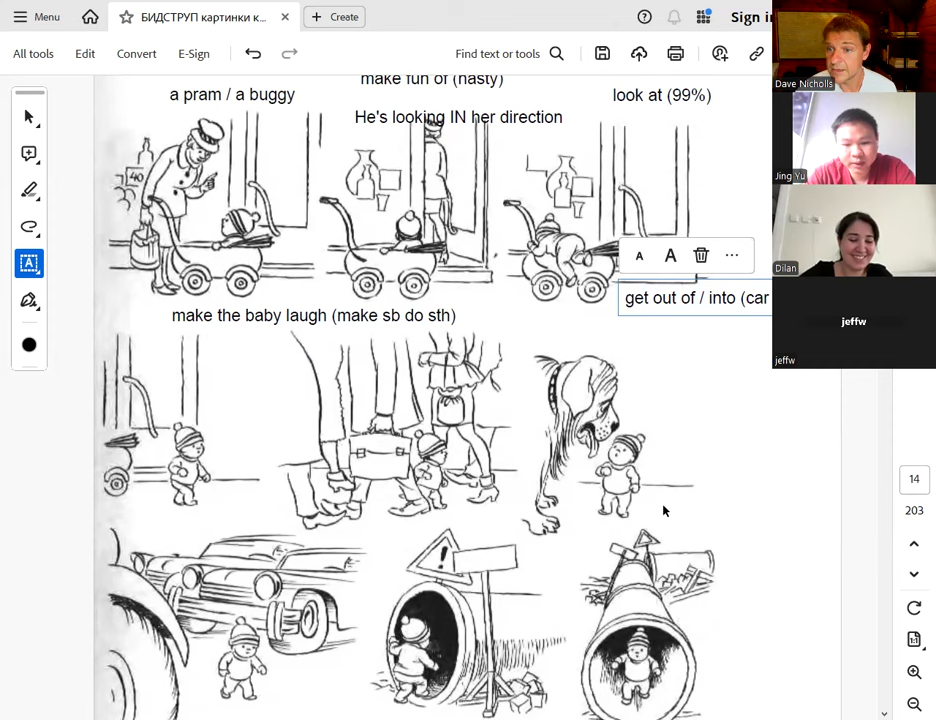 Menu
БИДСТРУП картинки к...
Create
Sign in
All tools
Edit
Convert
E-Sign
Find text or tools
make fun of (nasty)
a pram / a buggy
look at (99%)
He's looking IN her direction
40
A A ...
get out of / into (car
make the baby laugh (make sb do sth)
!
14
203
Dave Nicholls
Jing Yu
Dilan
jeffw
jeffw